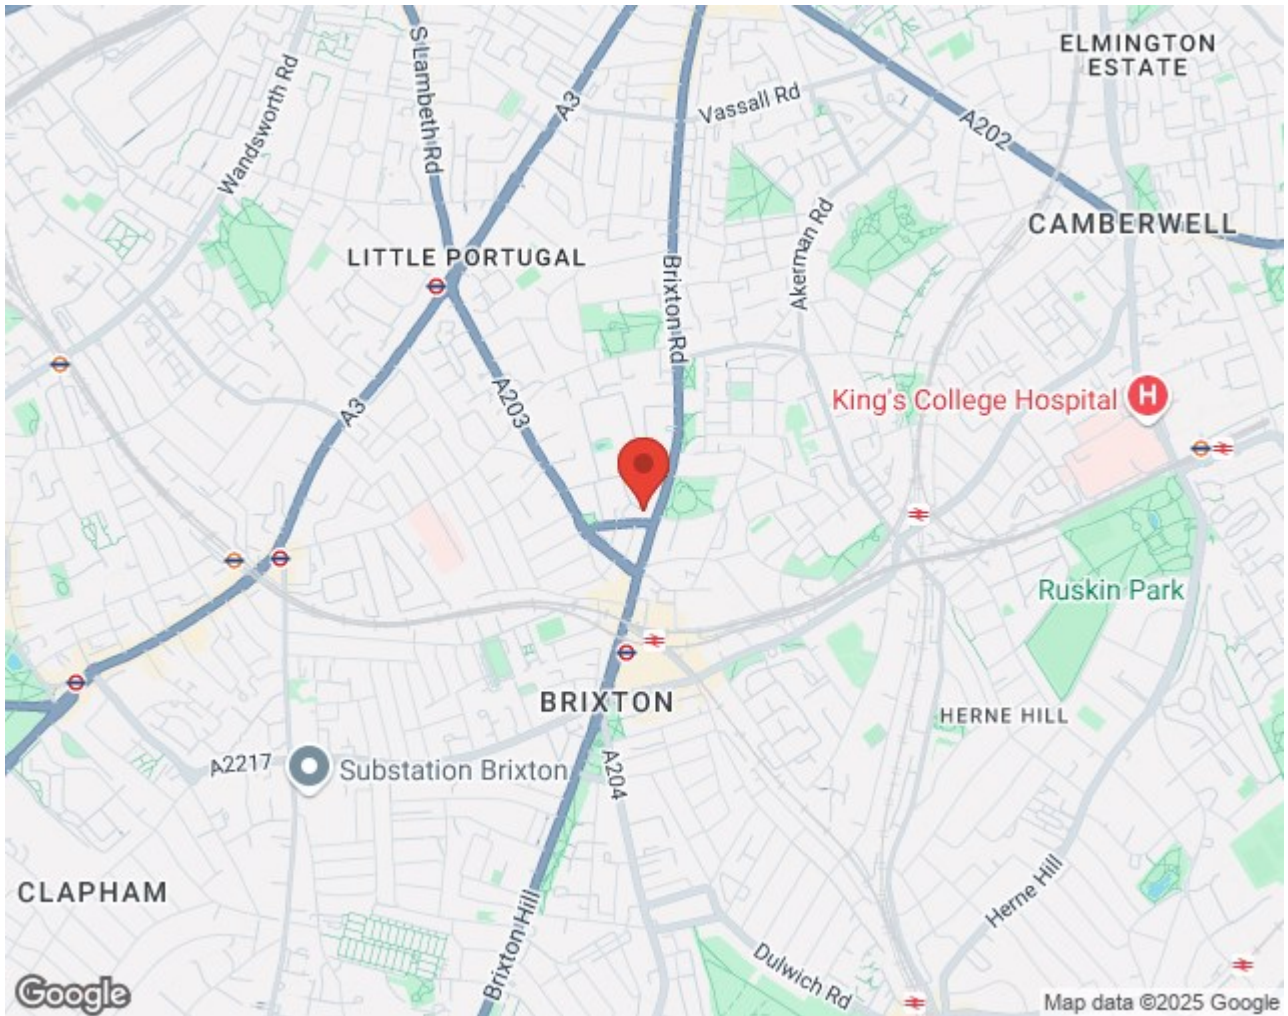 ELMINGTON
ESTATE
S Lambeth Rd
A3
Vassall Rd
A202
Wandsworth Rd
Akerman Rd
CAMBERWELL
LITTLE PORTUGAL
Brixton Rd
A203
A3
King's College Hospital
H
Ruskin Park
BRIXTON
HERNE HILL
A2217
Substation Brixton
A204
CLAPHAM
Herne Hill
Brixton Hill
Dulwich Rd
Google
Map data ©2025 Google